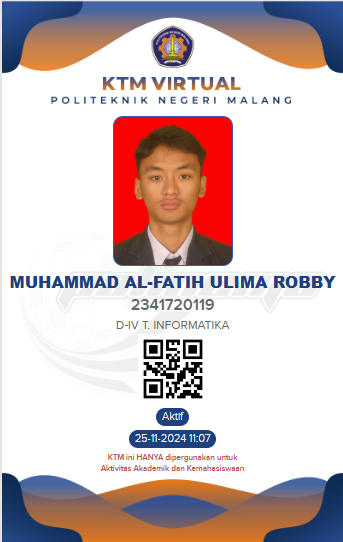 KTM VIRTUAL
POLITEKNIK NEGERI MALANG
MUHAMMAD AL-FATIH ULIMA ROBBY
2341720119
D-IV T. INFORMATIKA
Aktif
25-11-2024 11:07
KTM ini HANYA dipergunakan untuk
Aktivitas Akademik dan Kemahasiswaan